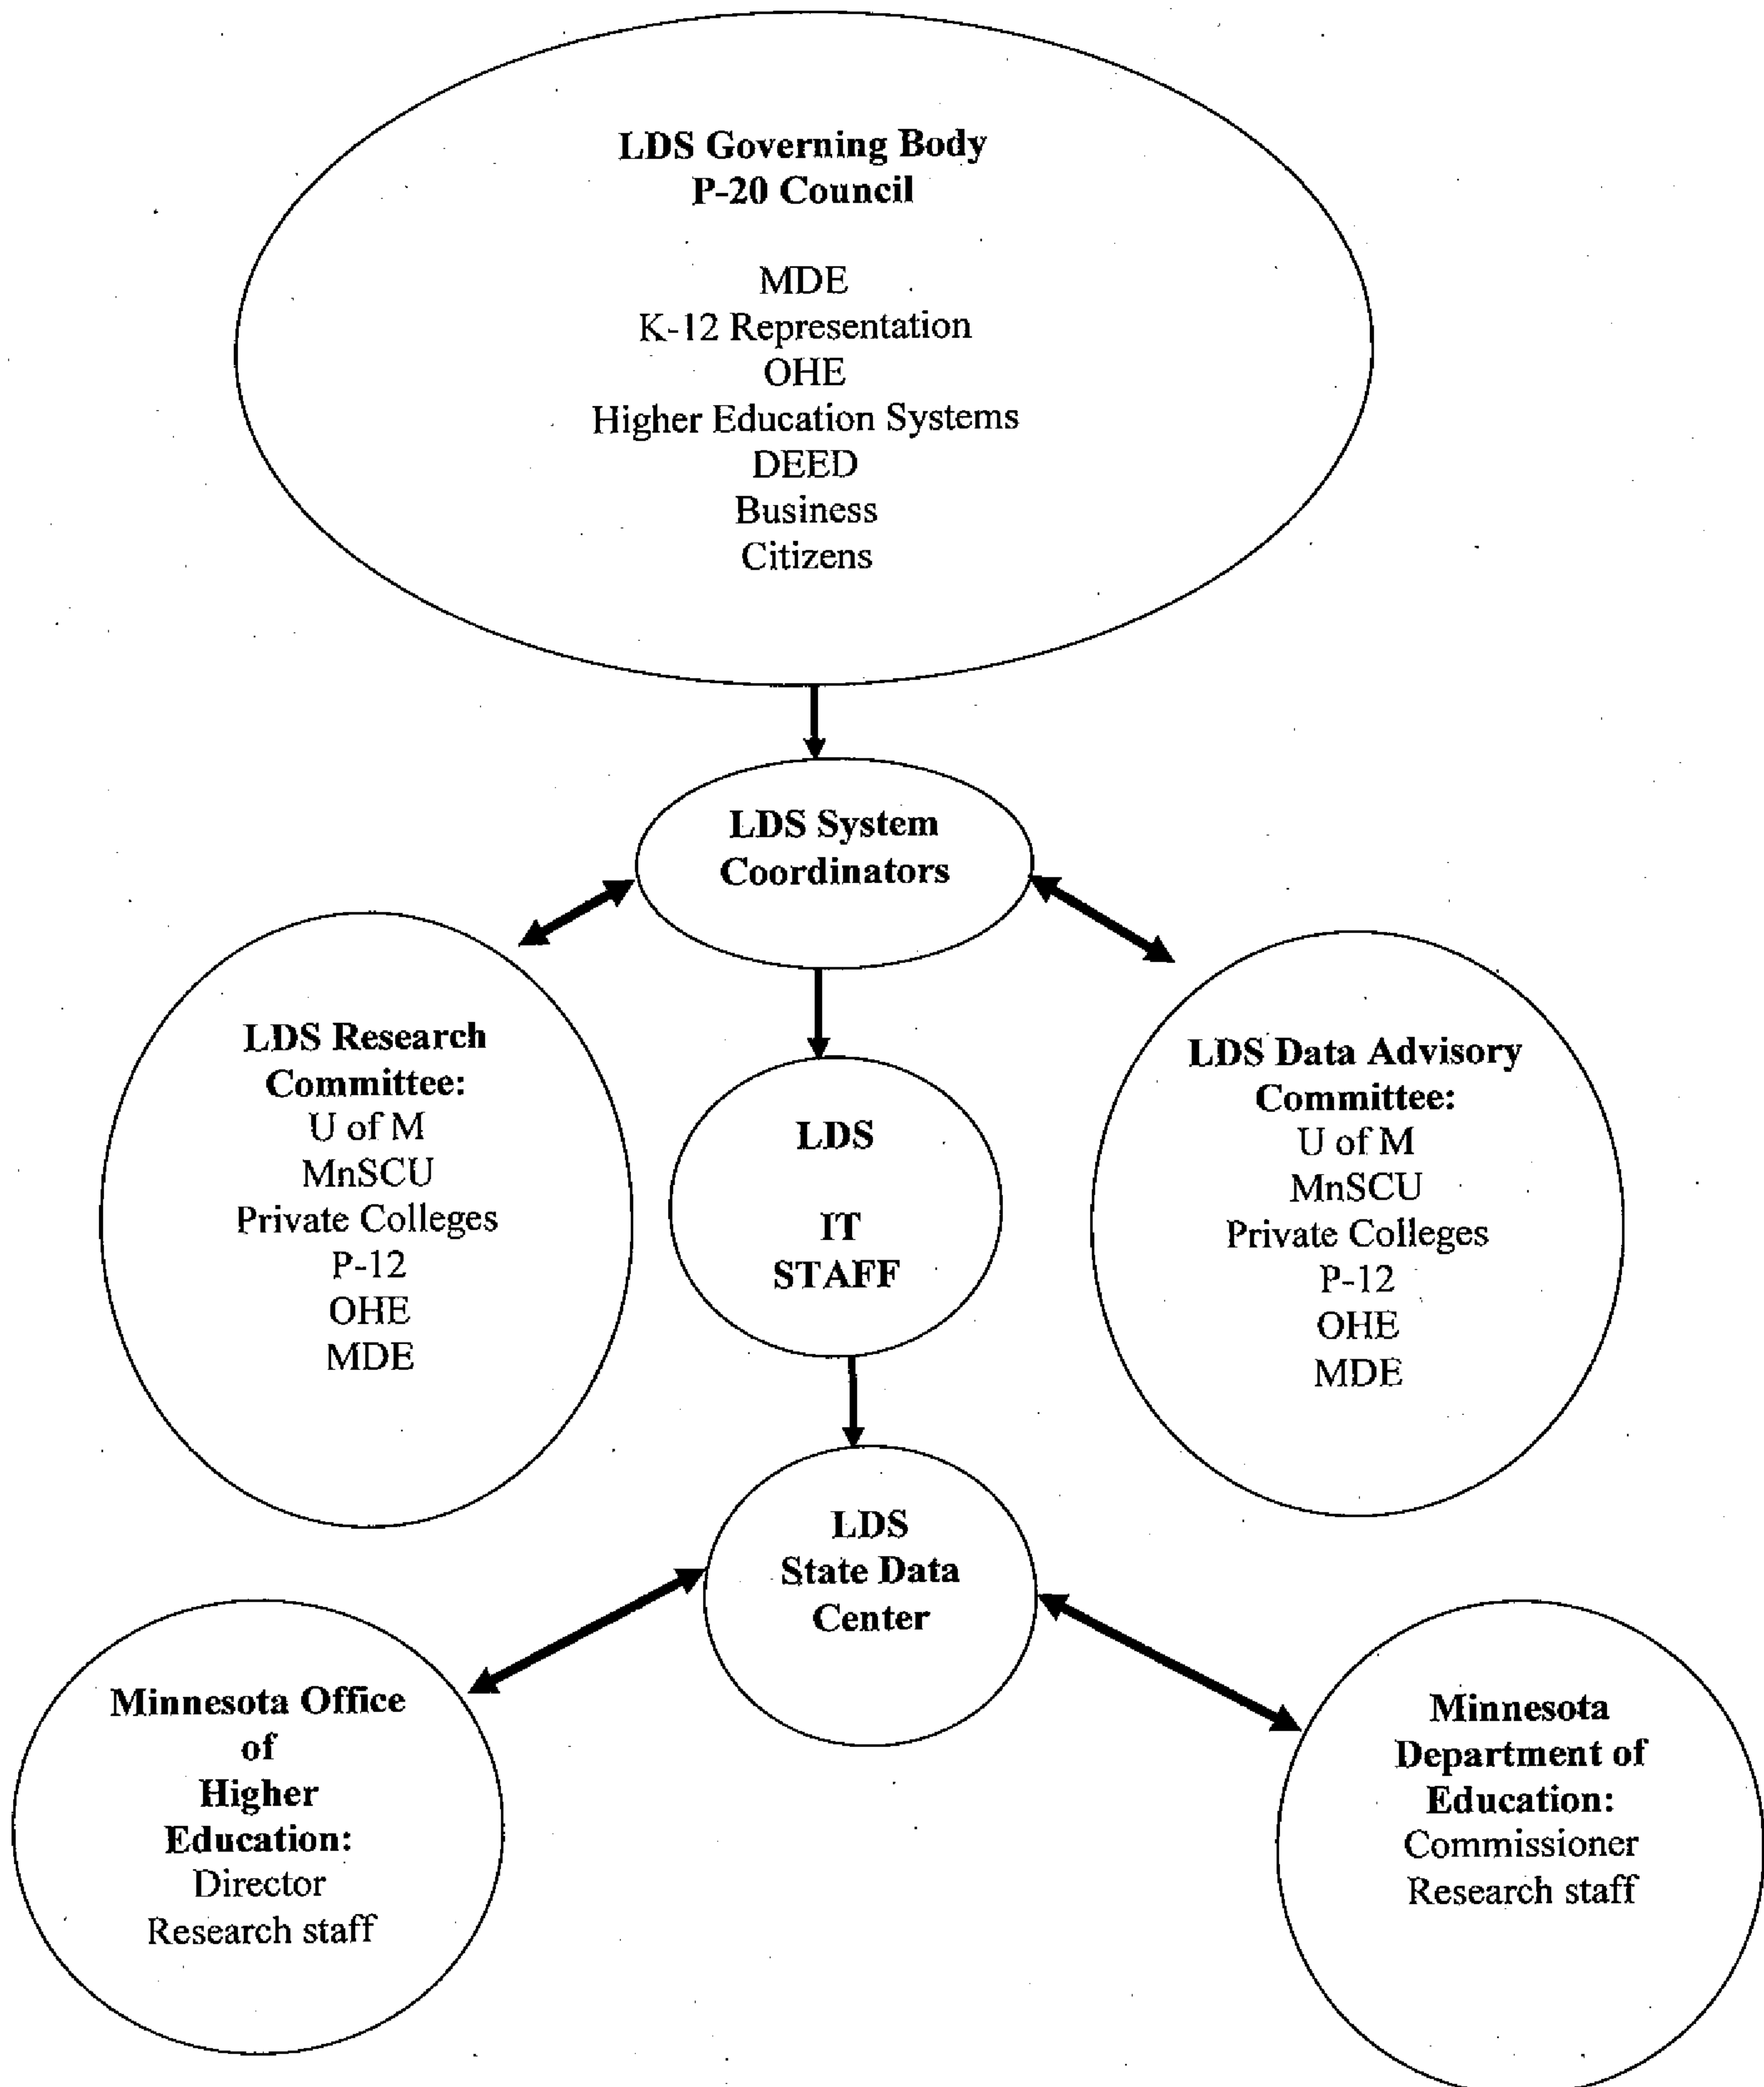 LDS Governing Body
P-20 Council
MDE
K-12 Representation
OHE
Higher Education Systems
DEED
Business
Citizens
LDS System
Coordinators
LDS Research
Committee:
U of M
MnSCU
Private Colleges
P-12
OHE
MDE
LDS
IT
STAFF
LDS Data Advisory
Committee:
U of M
MnSCU
Private Colleges
P-12
OHE
MDE
LDS
State Data
Center
Minnesota Office
of
Higher
Education:
Director
Research staff
Minnesota
Department of
Education:
Commissioner
Research staff